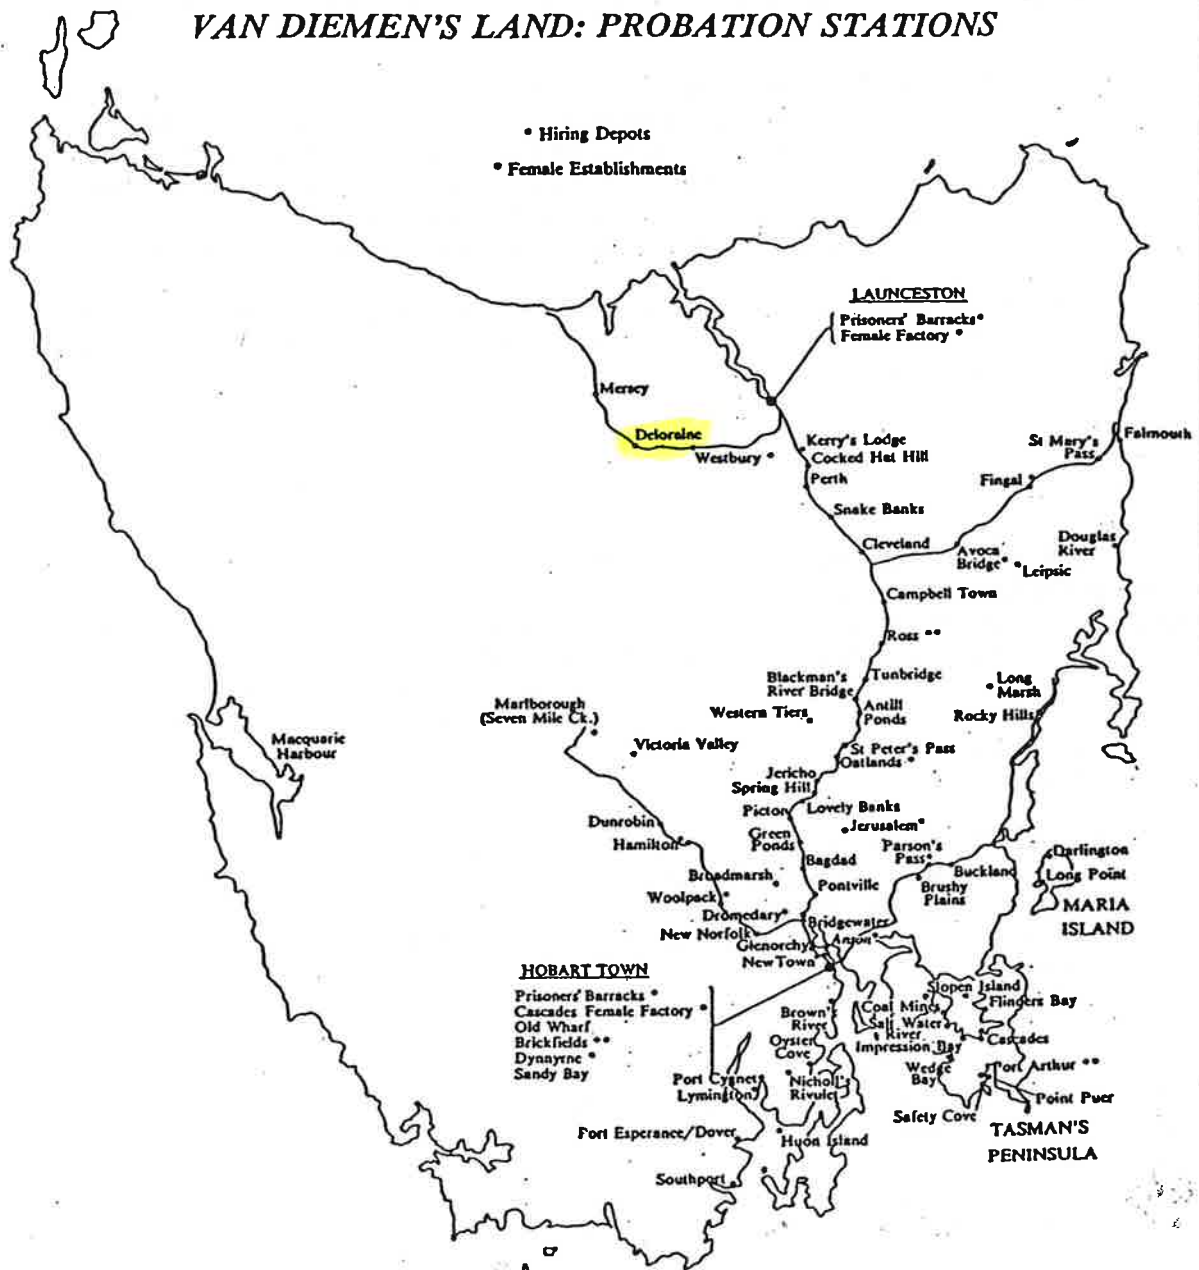 VAN DIEMEN'S LAND: PROBATION STATIONS
• Hiring Depots
• Female Establishments
LAUNCESTON
Prisoners' Barracks•
Female Factory •
Mersey
Deloraine
Westbury •
Kerry's Lodge
Cocked Hat Hill
Perth
Snake Banks
Cleveland
St Mary's
Pass
Falmouth
Fingal•
Avoca
Bridge•
Leipsic
Douglas
River
Campbell Town
Ross ••
Tunbridge
Blackman's
River Bridge
Long
Marsh
Antill
Ponds
Western Tiers
Rocky Hills
Marlborough
(Seven Mile Ck.)
Victoria Valley
Macquarie
Harbour
St Peter's Pass
Oatlands •
Jericho
Spring Hill
Picton
Lovely Banks
Jerusalem•
Dunrobin
Hamilton
Green
Ponds
Parson's
Pass•
Bagdad
Buckland
Darlington
Long Point
MARIA
ISLAND
Broadmarsh
Pontville
Brushy
Plains
Woolpack•
Dromedary•
Bridgewater
New Norfolk
Glenorchy
Anson•
New Town
HOBART TOWN
Prisoners' Barracks •
Cascades Female Factory •
Old Wharf
Brickfields ••
Dynnyrne •
Sandy Bay
Slopen Island
Flinders Bay
Coal Mines
Salt Water
River
Brown's
River
Impression Bay
Cascades
Oyster
Cove
Wedge
Bay
Port Arthur ••
Port Cygnet
Lymington
Nicholl's
Rivulet
Point Puer
Safety Cove
TASMAN'S
PENINSULA
Port Esperance/Dover
Huon Island
Southport